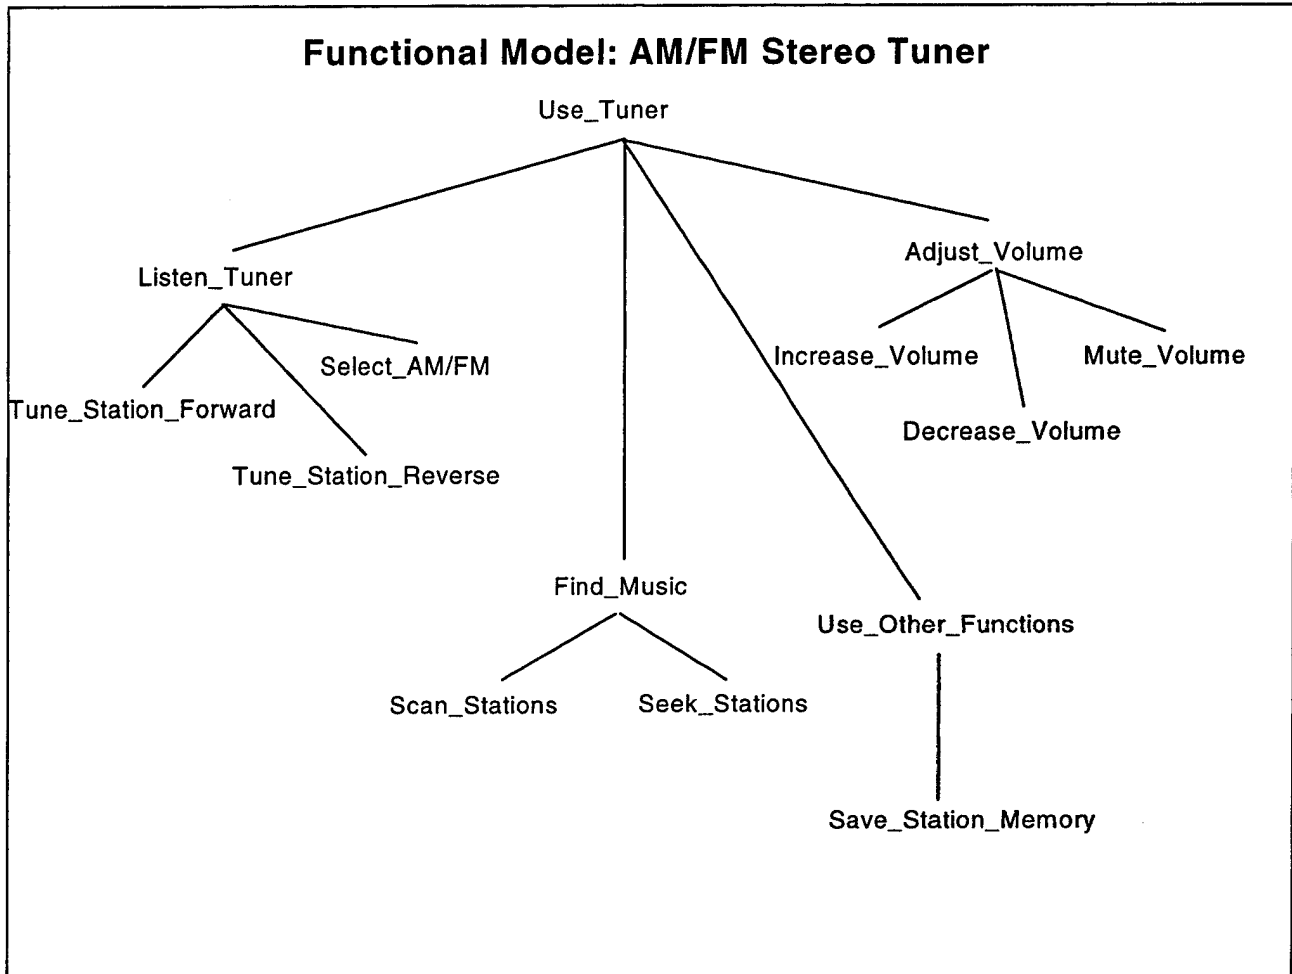 Functional Model: AM/FM Stereo Tuner
Use_Tuner
Adjust_Volume
Listen_Tuner
Increase_Volume
Mute_Volume
Select_AM/FM
Tune_Station_Forward
Decrease_Volume
Tune_Station_Reverse
Find_Music
Use_Other_Functions
Scan_Stations
Seek_Stations
Save_Station_Memory